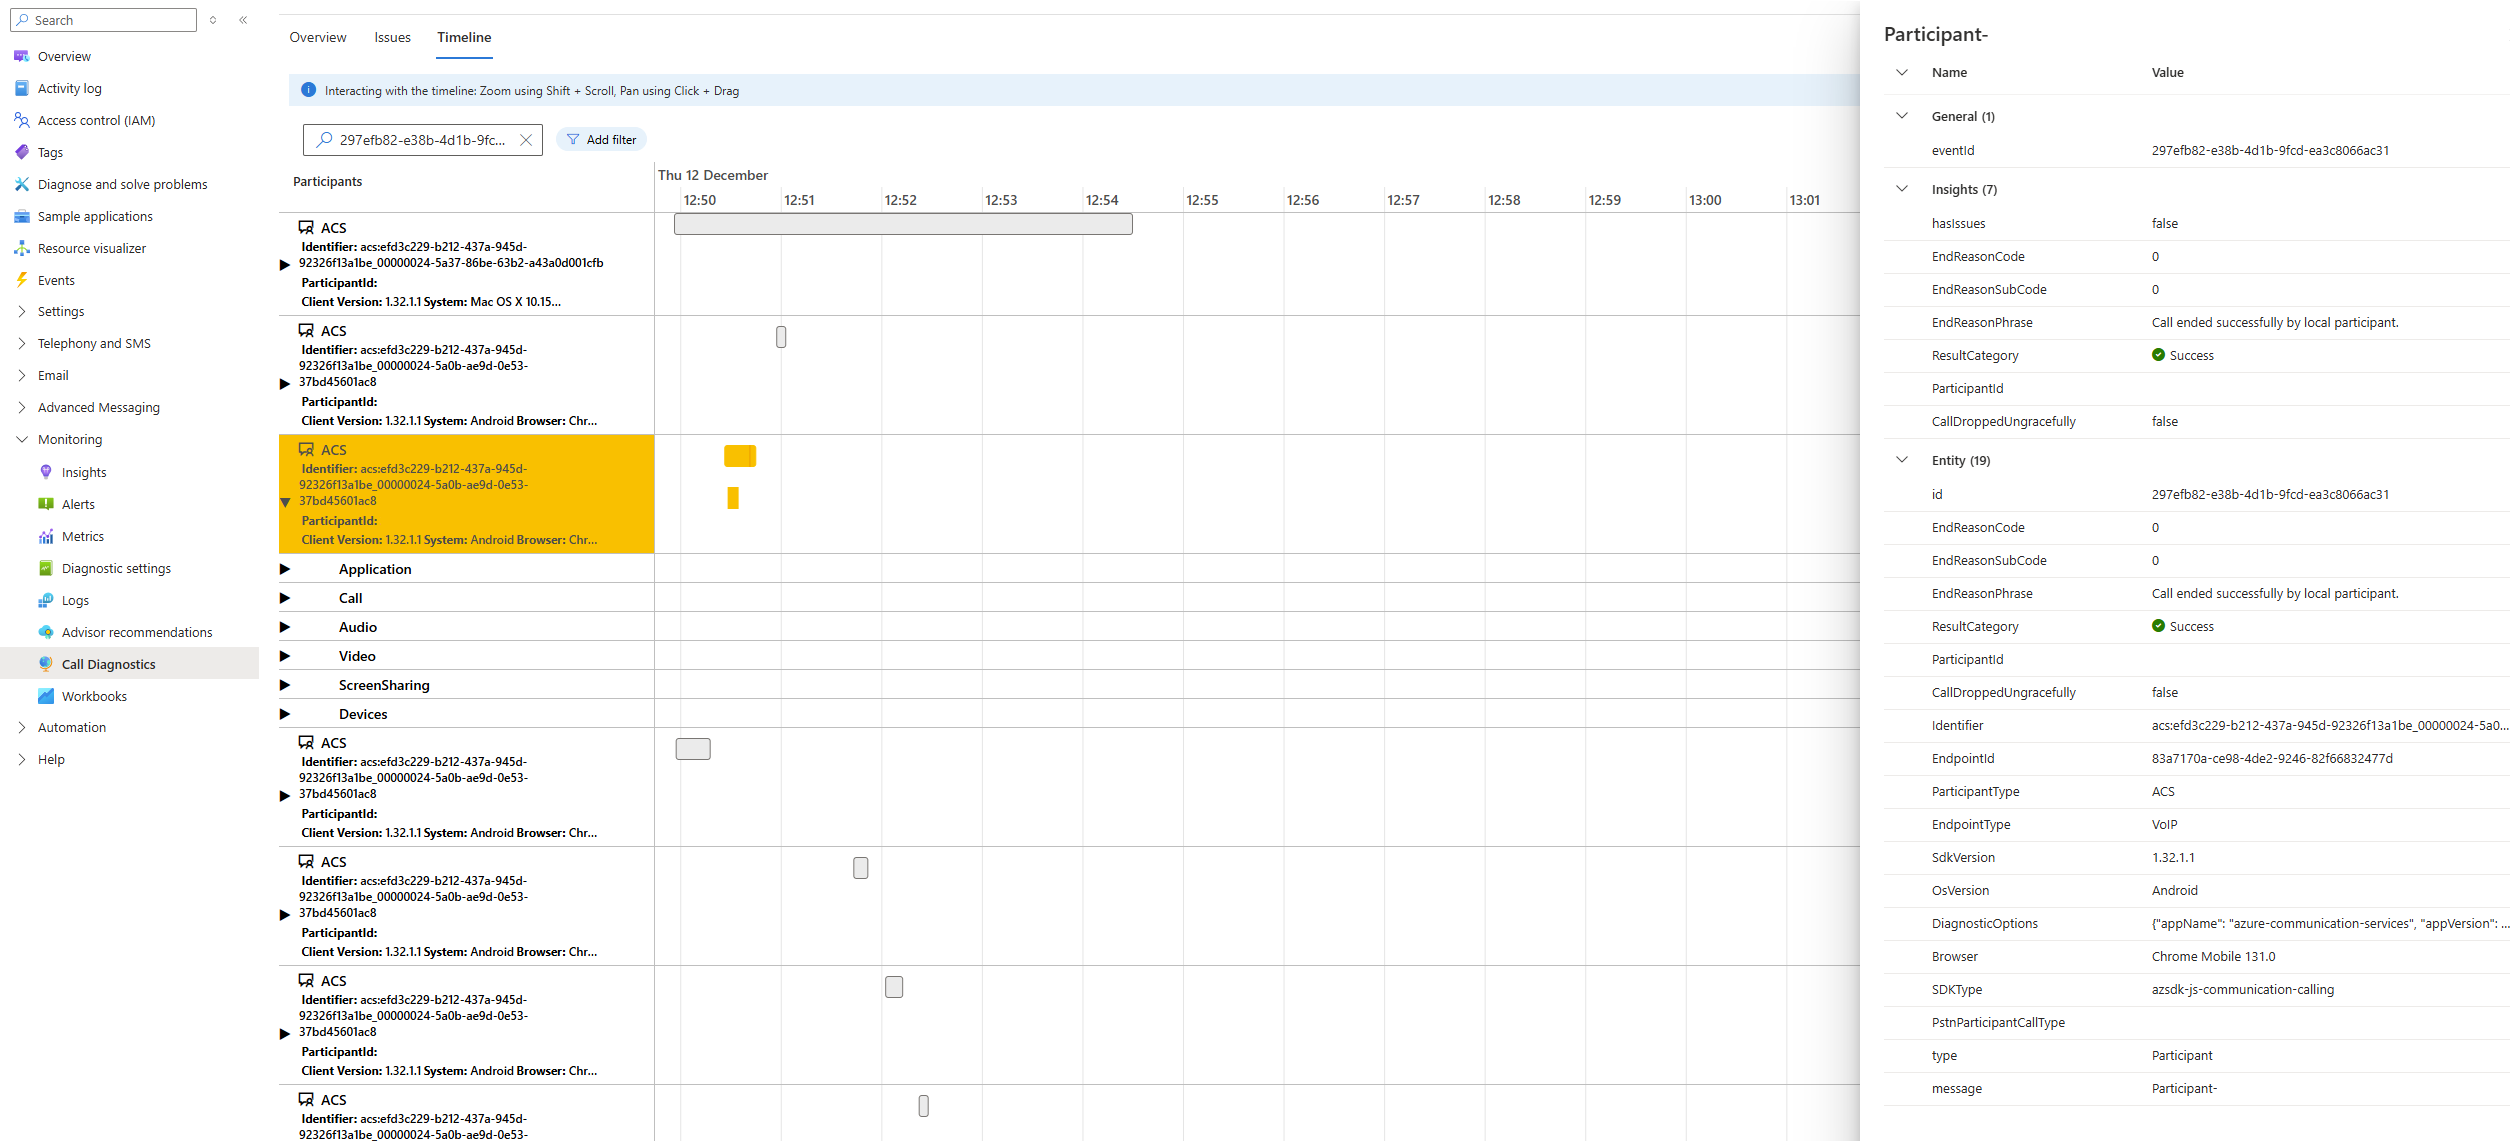 Search
Overview
Activity log
Access control (IAM)
Tags
Diagnose and solve problems
Sample applications
Resource visualizer
Events
Settings
Telephony and SMS
Email
Advanced Messaging
Monitoring
Insights
Alerts
Metrics
Diagnostic settings
Logs
Advisor recommendations
Call Diagnostics
Workbooks
Automation
Help
Overview Issues Timeline
Interacting with the timeline: Zoom using Shift + Scroll, Pan using Click + Drag
297efb82-e38b-4d1b-9fc... Add filter
Participants
Thu 12 December
12:50 12:51 12:52 12:53 12:54 12:55 12:56 12:57 12:58 12:59 13:00 13:01
ACS
Identifier: acs:efd3c229-b212-437a-945d-
92326f13a1be_00000024-5a37-86be-63b2-a43a0d001cfb
ParticipantId:
Client Version: 1.32.1.1 System: Mac OS X 10.15...
ACS
Identifier: acs:efd3c229-b212-437a-945d-
92326f13a1be_00000024-5a0b-ae9d-0e53-
37bd45601ac8
ParticipantId:
Client Version: 1.32.1.1 System: Android Browser: Chr...
ACS
Identifier: acs:efd3c229-b212-437a-945d-
92326f13a1be_00000024-5a0b-ae9d-0e53-
37bd45601ac8
ParticipantId:
Client Version: 1.32.1.1 System: Android Browser: Chr...
Application
Call
Audio
Video
ScreenSharing
Devices
ACS
Identifier: acs:efd3c229-b212-437a-945d-
92326f13a1be_00000024-5a0b-ae9d-0e53-
37bd45601ac8
ParticipantId:
Client Version: 1.32.1.1 System: Android Browser: Chr...
ACS
Identifier: acs:efd3c229-b212-437a-945d-
92326f13a1be_00000024-5a0b-ae9d-0e53-
37bd45601ac8
ParticipantId:
Client Version: 1.32.1.1 System: Android Browser: Chr...
ACS
Identifier: acs:efd3c229-b212-437a-945d-
92326f13a1be_00000024-5a0b-ae9d-0e53-
37bd45601ac8
ParticipantId:
Client Version: 1.32.1.1 System: Android Browser: Chr...
ACS
Identifier: acs:efd3c229-b212-437a-945d-
92326f13a1be_00000024-5a0b-ae9d-0e53-
Participant-
Name Value
General (1)
eventId 297efb82-e38b-4d1b-9fcd-ea3c8066ac31
Insights (7)
hasIssues false
EndReasonCode 0
EndReasonSubCode 0
EndReasonPhrase Call ended successfully by local participant.
ResultCategory Success
ParticipantId
CallDroppedUngracefully false
Entity (19)
id 297efb82-e38b-4d1b-9fcd-ea3c8066ac31
EndReasonCode 0
EndReasonSubCode 0
EndReasonPhrase Call ended successfully by local participant.
ResultCategory Success
ParticipantId
CallDroppedUngracefully false
Identifier acs:efd3c229-b212-437a-945d-92326f13a1be_00000024-5a0...
EndpointId 83a7170a-ce98-4de2-9246-82f66832477d
ParticipantType ACS
EndpointType VoIP
SdkVersion 1.32.1.1
OsVersion Android
DiagnosticOptions {"appName": "azure-communication-services", "appVersion": ...
Browser Chrome Mobile 131.0
SDKType azsdk-js-communication-calling
PstnParticipantCallType
type Participant
message Participant-